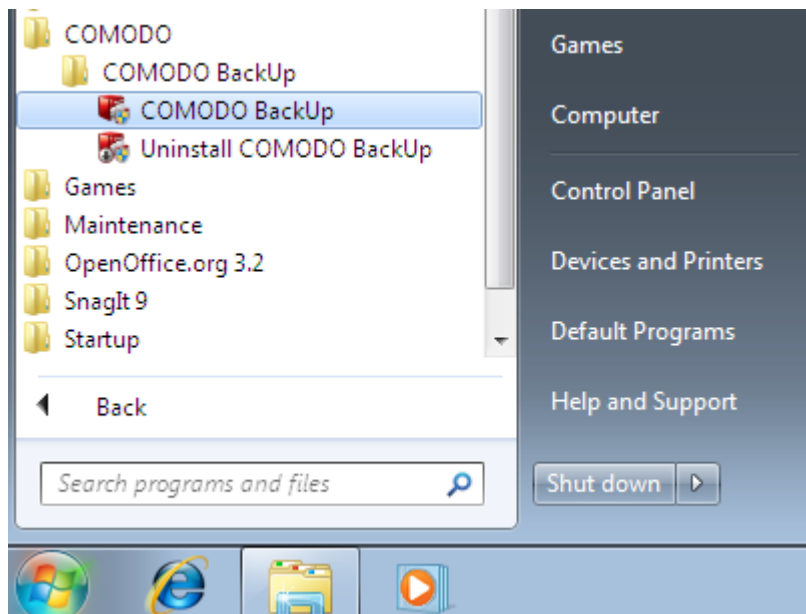 COMODO
COMODO BackUp
COMODO BackUp
Uninstall COMODO BackUp
Games
Maintenance
OpenOffice.org 3.2
SnagIt 9
Startup
Back
Search programs and files
Games
Computer
Control Panel
Devices and Printers
Default Programs
Help and Support
Shut down